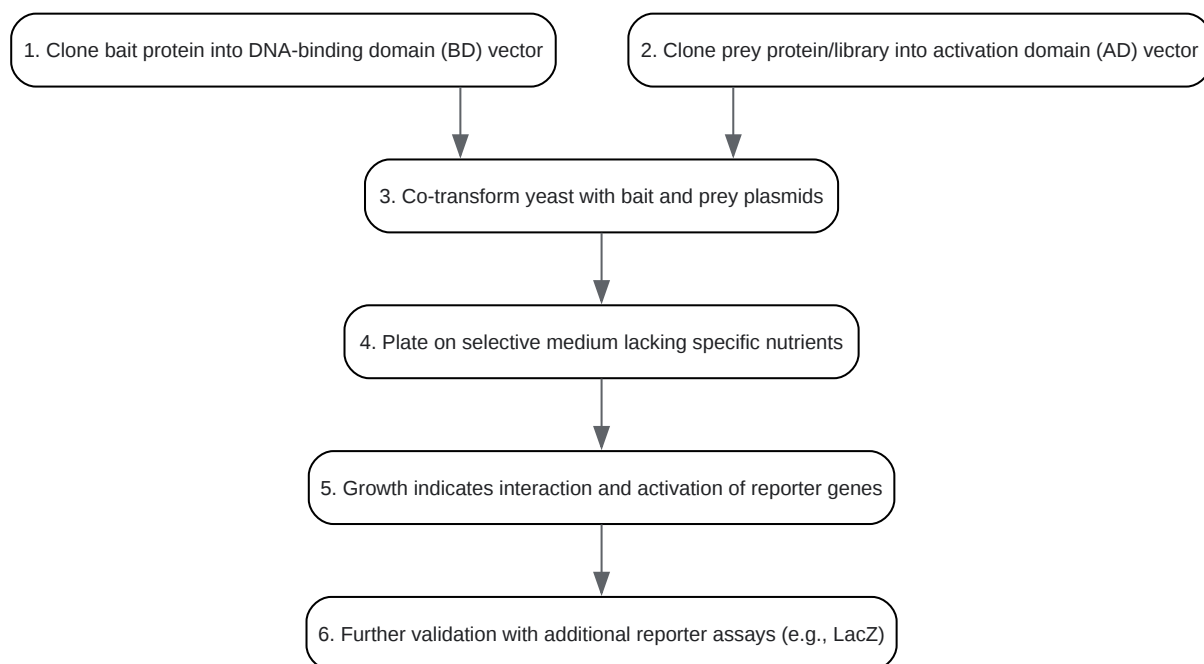 1. Clone bait protein into DNA-binding domain (BD) vector
2. Clone prey protein/library into activation domain (AD) vector
3. Co-transform yeast with bait and prey plasmids
4. Plate on selective medium lacking specific nutrients
5. Growth indicates interaction and activation of reporter genes
6. Further validation with additional reporter assays (e.g., LacZ)